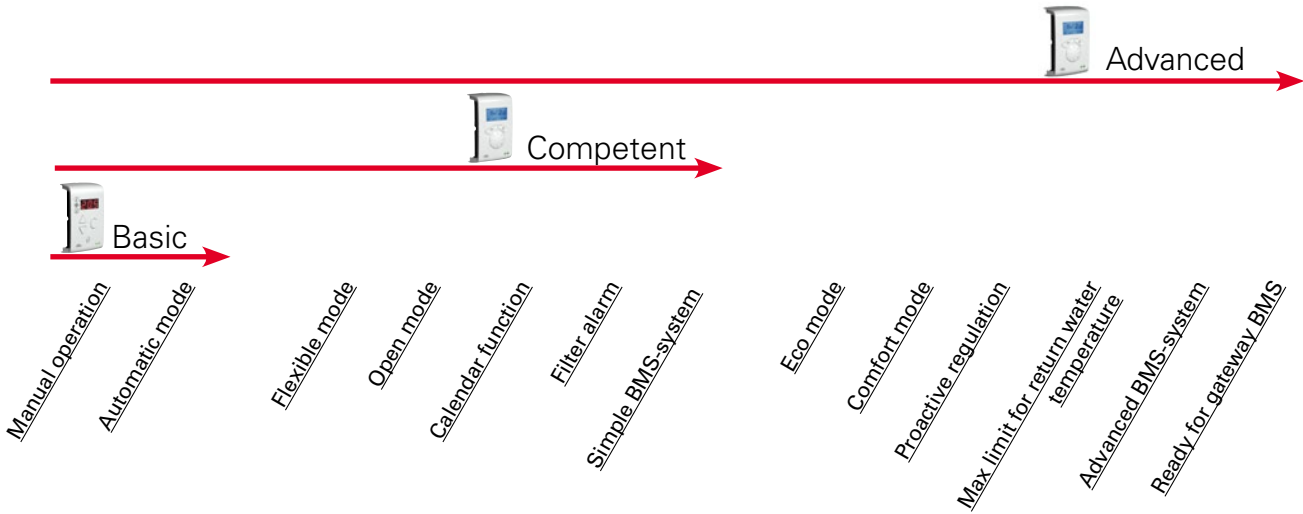 Advanced
Competent
Basic
Manual operation
Automatic mode
Flexible mode
Open mode
Calendar function
Filter alarm
Simple BMS-system
Eco mode
Comfort mode
Proactive regulation
Max limit for return water
temperature
Advanced BMS-system
Ready for gateway BMS